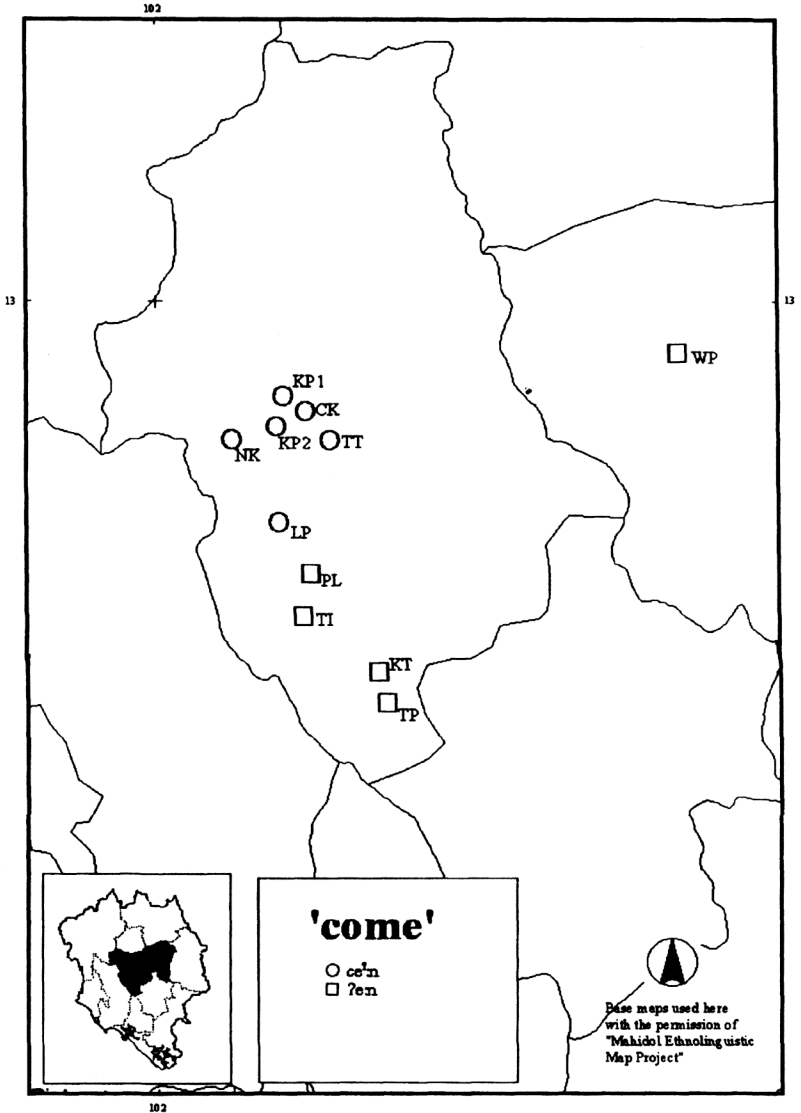 102
13
13
WP
KP1
CK
KP2
TT
NK
LP
PL
TI
KT
TP
'come'
ceˀn
ʔen
Base maps used here
with the permission of
"Mahidol Ethnolinguistic
Map Project"
102